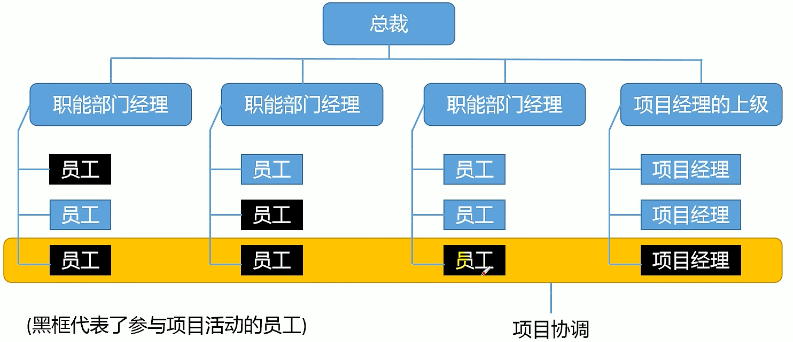 总裁
职能部门经理 职能部门经理 职能部门经理 项目经理的上级
员工 员工 员工 项目经理
员工 员工 员工 项目经理
员工 员工 员工 项目经理
(黑框代表了参与项目活动的员工)
项目协调